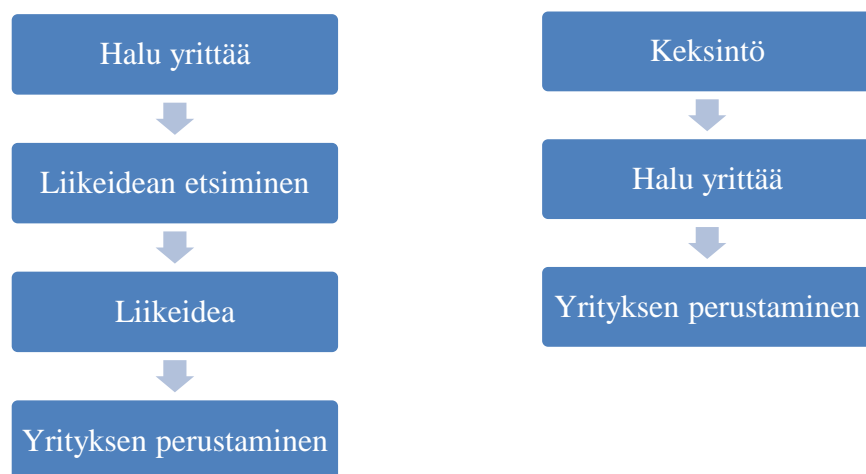 Halu yrittää
Liikeidean etsiminen
Liikeidea
Yrityksen perustaminen
Keksintö
Halu yrittää
Yrityksen perustaminen